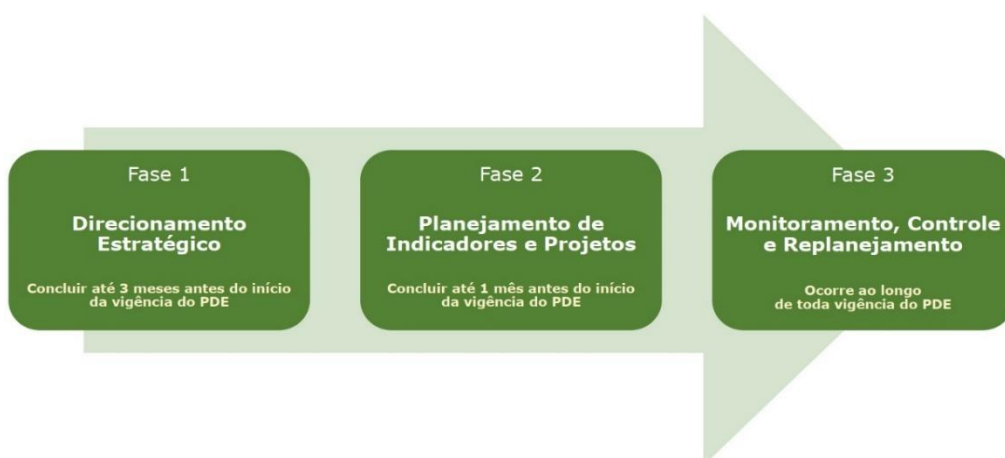 Fase 1
Direcionamento
Estratégico
Concluir até 3 meses antes do início
da vigência do PDE
Fase 2
Planejamento de
Indicadores e Projetos
Concluir até 1 mês antes do início
da vigência do PDE
Fase 3
Monitoramento, Controle
e Replanejamento
Ocorre ao longo
de toda vigência do PDE